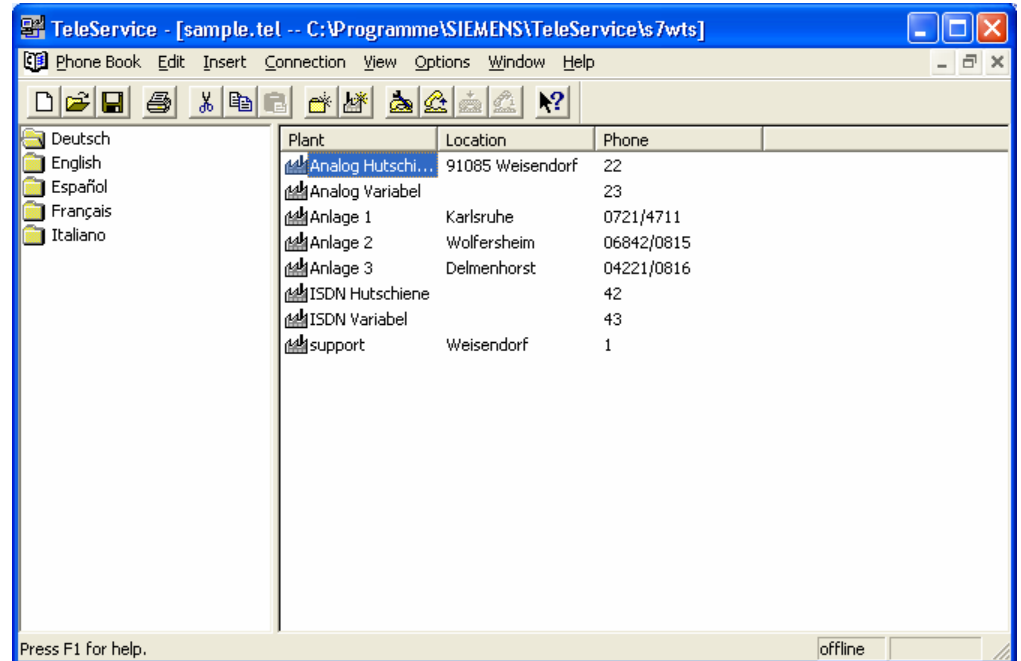 TeleService - [sample.tel -- C:\Programme\SIEMENS\TeleService\s7wts]
Phone Book Edit Insert Connection View Options Window Help
Deutsch
English
Español
Français
Italiano
Plant Location Phone
Analog Hutschi... 91085 Weisendorf 22
Analog Variabel 23
Anlage 1 Karlsruhe 0721/4711
Anlage 2 Wolfersheim 06842/0815
Anlage 3 Delmenhorst 04221/0816
ISDN Hutschiene 42
ISDN Variabel 43
support Weisendorf 1
Press F1 for help. offline